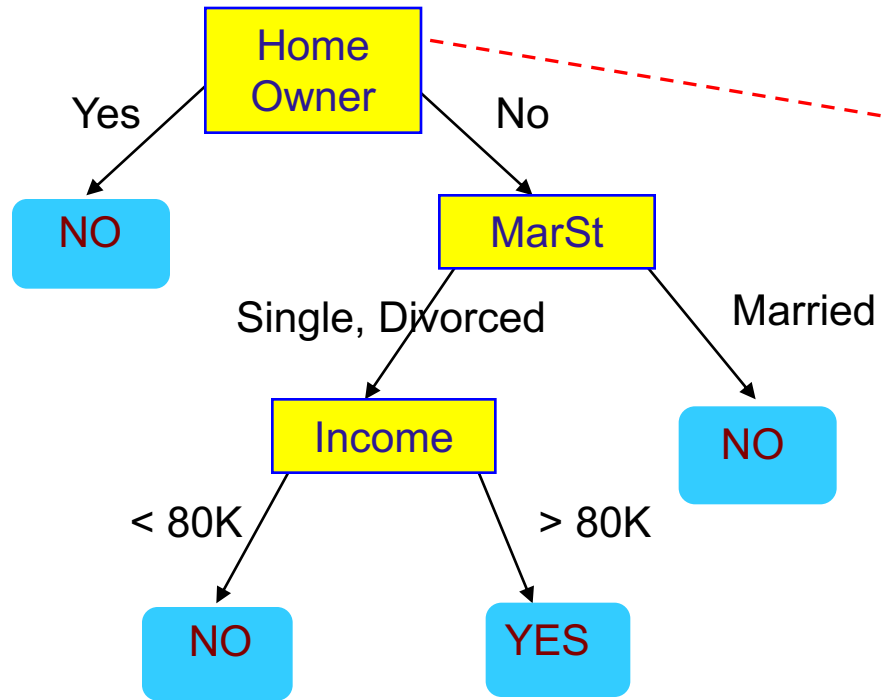 Home
Owner
Yes
No
NO
MarSt
Single, Divorced
Married
Income
NO
< 80K
> 80K
NO
YES